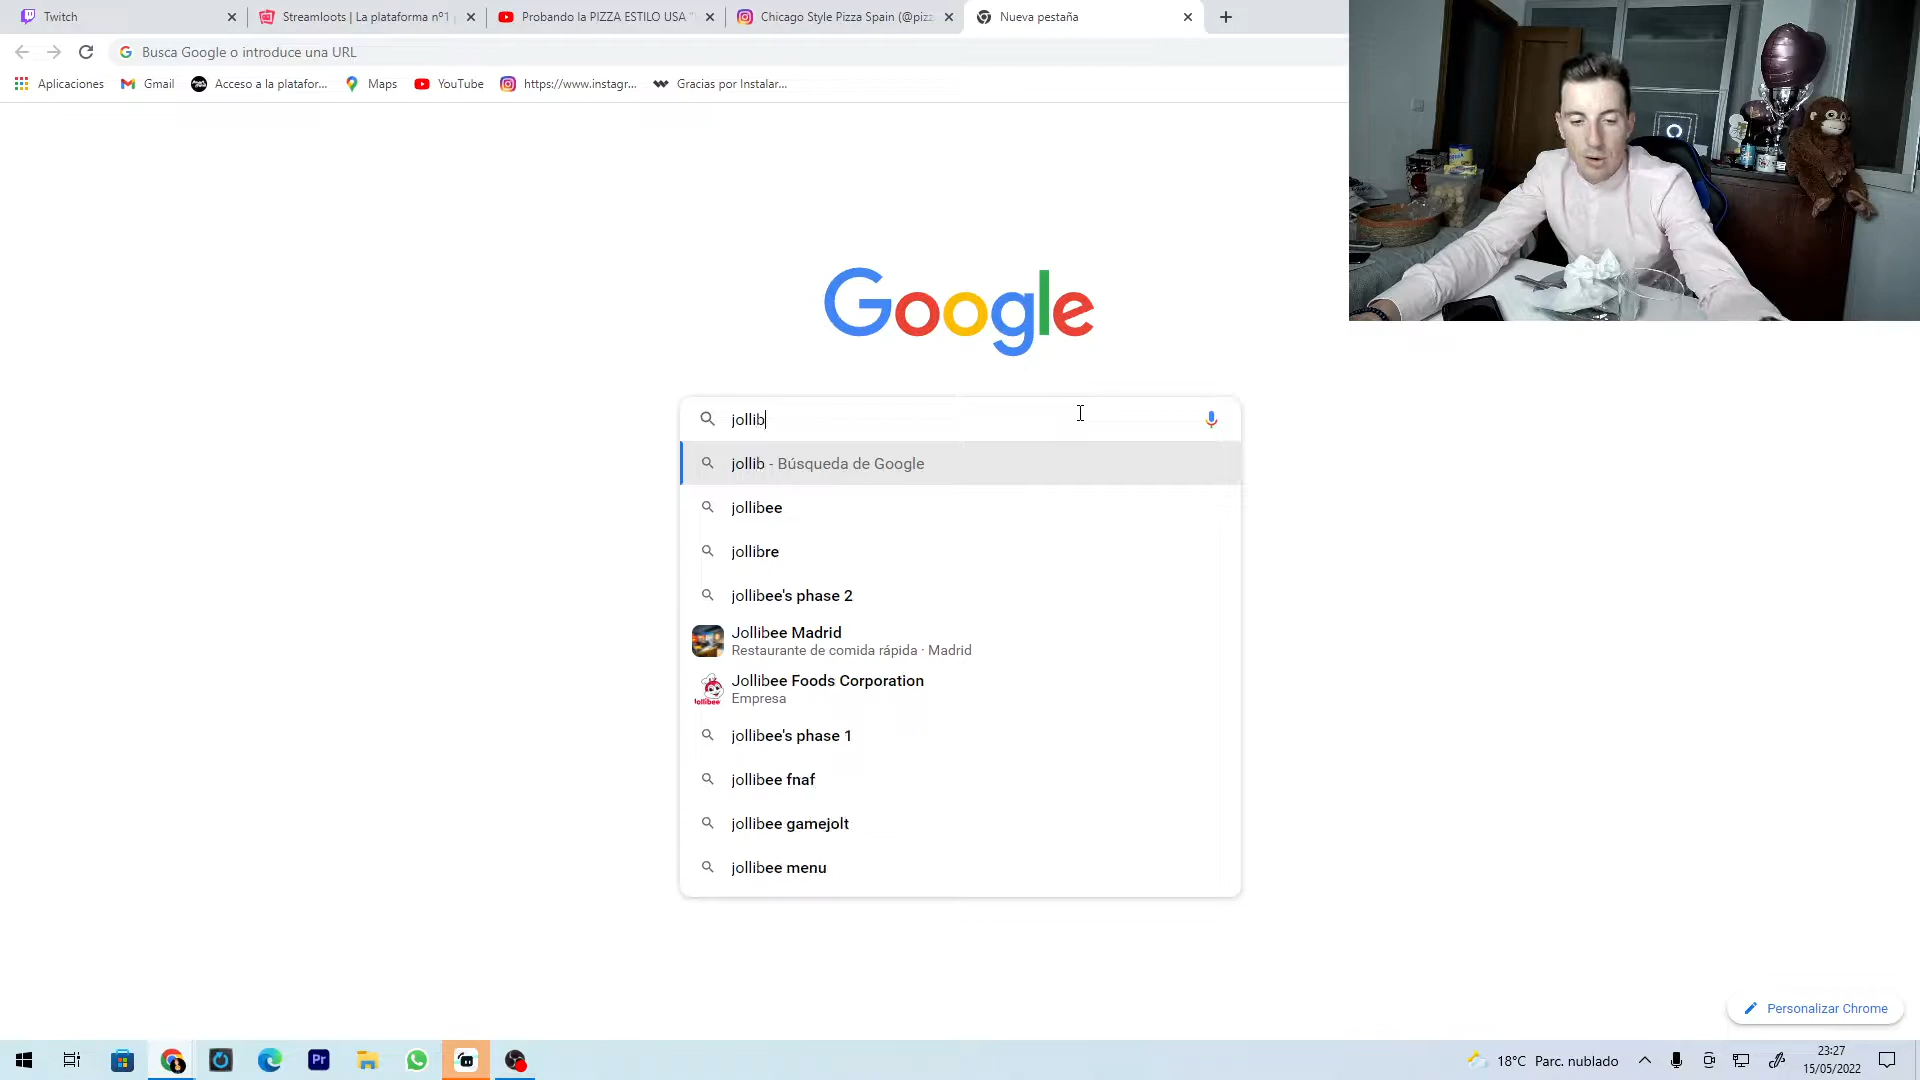 Twitch
Streamloots | La plataforma nº1
Probando la PIZZA ESTILO USA "
Chicago Style Pizza Spain (@pizz
Nueva pestaña
Busca Google o introduce una URL
Aplicaciones
Gmail
Acceso a la platafor...
Maps
YouTube
https://www.instagr...
Gracias por Instalar...
Google
jollib
jollib - Búsqueda de Google
jollibee
jollibre
jollibee's phase 2
Jollibee Madrid
Restaurante de comida rápida · Madrid
Jollibee Foods Corporation
Empresa
jollibee's phase 1
jollibee fnaf
jollibee gamejolt
jollibee menu
Personalizar Chrome
Pr
18°C Parc. nublado
23:27
15/05/2022